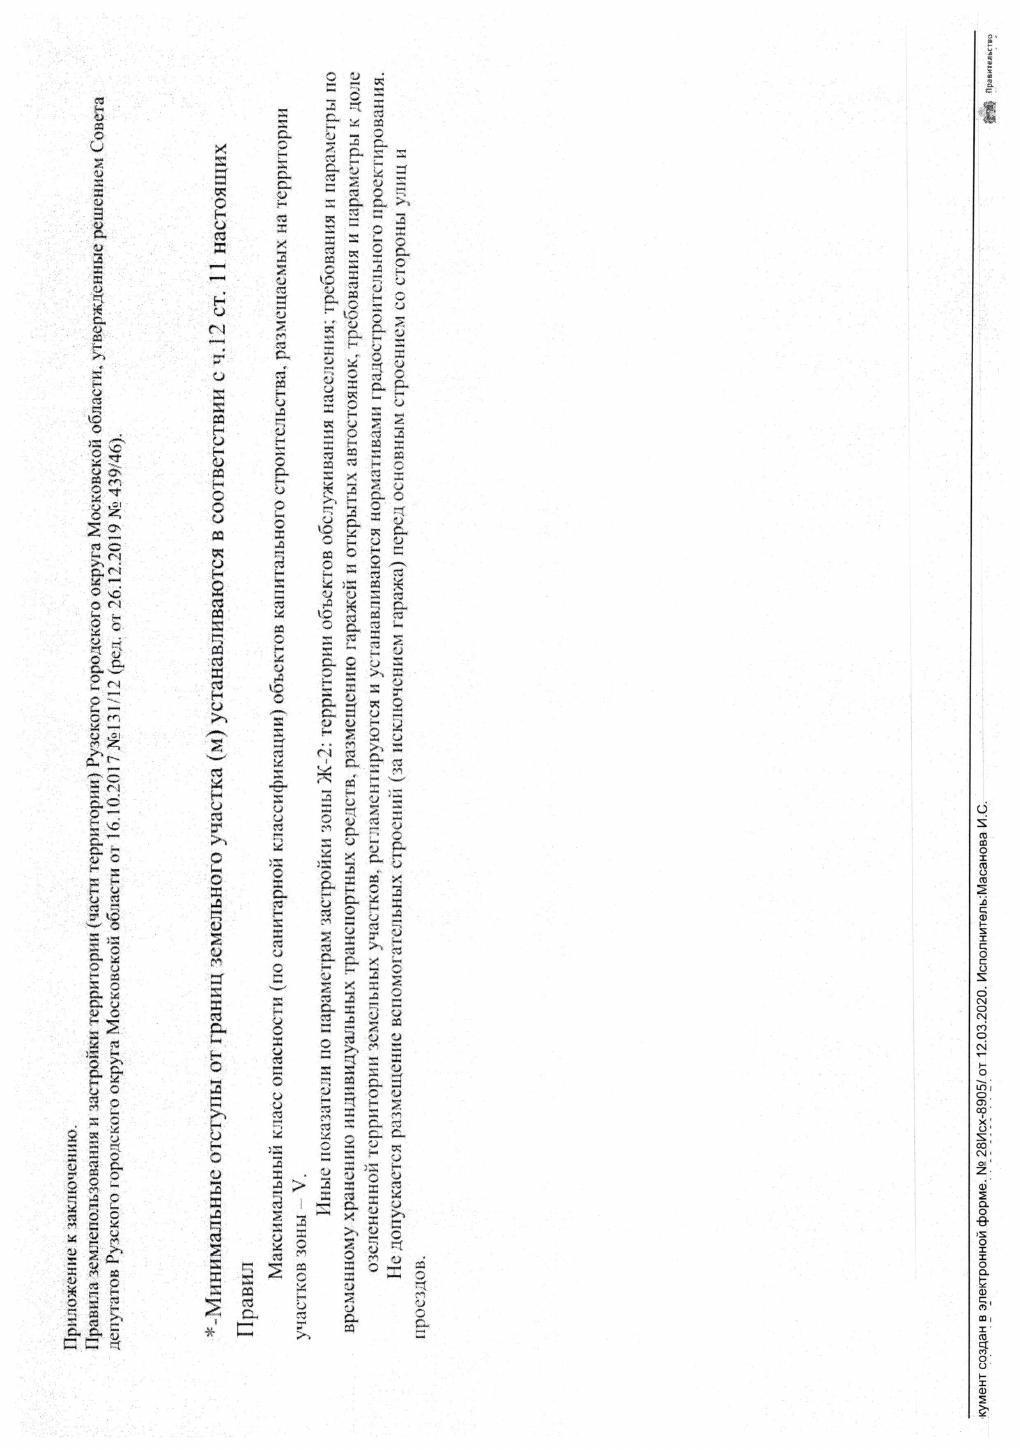 Приложение к заключению.
Правила землепользования и застройки территории (части территории) Рузского городского округа Московской области, утвержденные решением Совета
депутатов Рузского городского округа Московской области от 16.10.2017 №131/12 (ред. от 26.12.2019 № 439/46).
*-Минимальные отступы от границ земельного участка (м) устанавливаются в соответствии с ч.12 ст. 11 настоящих
Правил
Максимальный класс опасности (по санитарной классификации) объектов капитального строительства, размещаемых на территории
участков зоны – V.
Иные показатели по параметрам застройки зоны Ж-2: территории объектов обслуживания населения; требования и параметры по
временному хранению индивидуальных транспортных средств, размещению гаражей и открытых автостоянок, требования и параметры к доле
озелененной территории земельных участков, регламентируются и устанавливаются нормативами градостроительного проектирования.
Не допускается размещение вспомогательных строений (за исключением гаража) перед основным строением со стороны улиц и
проездов.
кумент создан в электронной форме. № 28Исх-8905/ от 12.03.2020. Исполнитель:Масанова И.С.
Правительство